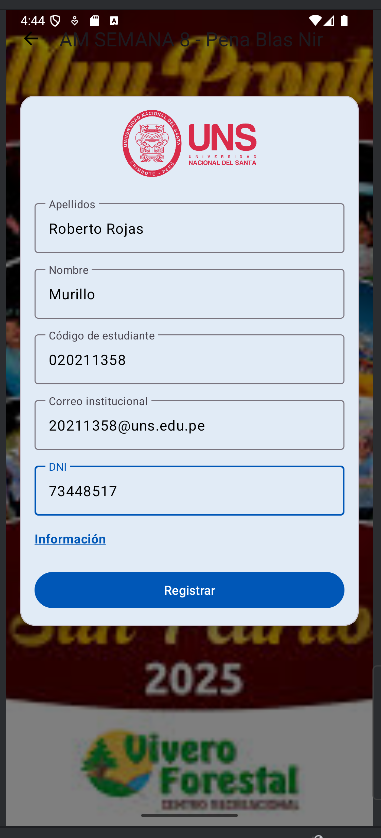 4:44
AM SEMANA 8 - Pena Blas Nir
Muy Pronto
UNS
UNIVERSIDAD
NACIONAL DEL SANTA
Apellidos
Roberto Rojas
Nombre
Murillo
Código de estudiante
020211358
Correo institucional
20211358@uns.edu.pe
DNI
73448517
Información
Registrar
2025
Vivero
Forestal
CENTRO RECREACIONAL